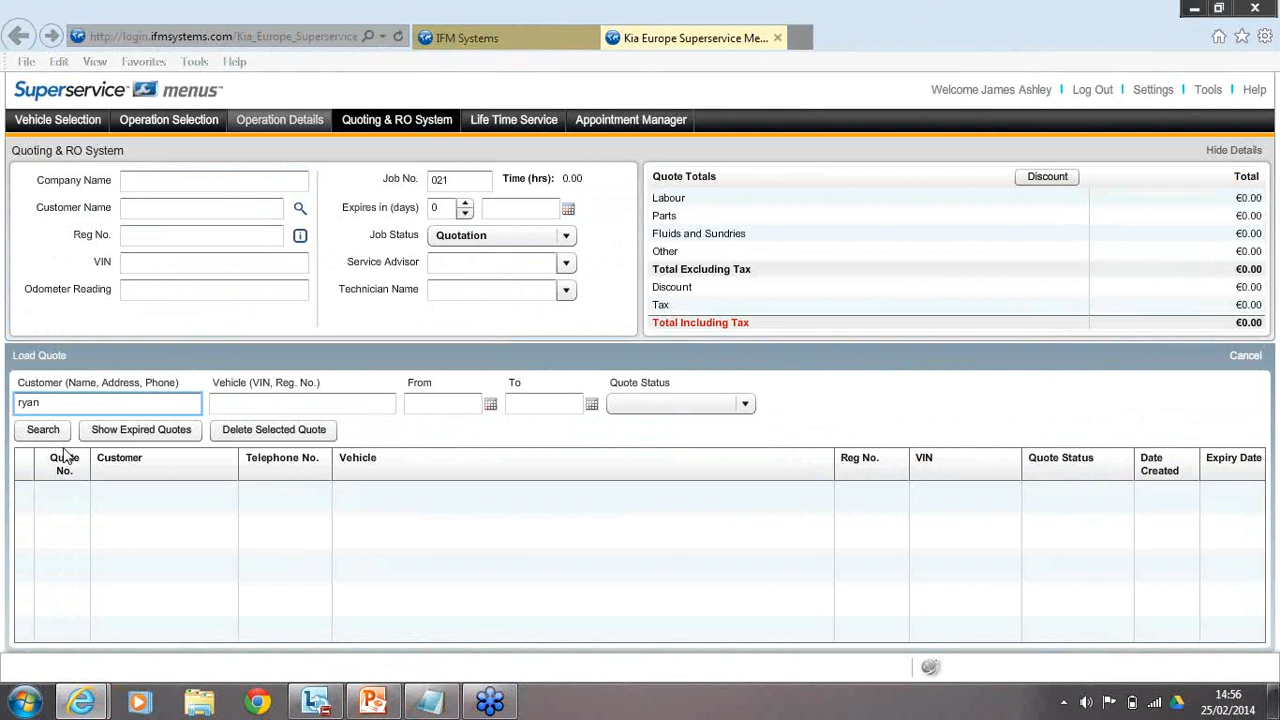 http://login.ifmsystems.com/Kia_Europe_Superservice
IFM Systems
Kia Europe Superservice Me...
File Edit View Favorites Tools Help
Superservice menus
Welcome James Ashley Log Out Settings Tools Help
Vehicle Selection Operation Selection Operation Details Quoting & RO System Life Time Service Appointment Manager
Quoting & RO System Hide Details
Company Name
Customer Name
Reg No.
VIN
Odometer Reading
Job No. 021 Time (hrs): 0.00
Expires in (days) 0
Job Status Quotation
Service Advisor
Technician Name
Quote Totals Discount Total
Labour €0.00
Parts €0.00
Fluids and Sundries €0.00
Other €0.00
Total Excluding Tax €0.00
Discount €0.00
Tax €0.00
Total Including Tax €0.00
Load Quote Cancel
Customer (Name, Address, Phone) Vehicle (VIN, Reg. No.) From To Quote Status
ryan
Search Show Expired Quotes Delete Selected Quote
Quote No. Customer Telephone No. Vehicle Reg No. VIN Quote Status Date Created Expiry Date
14:56
25/02/2014